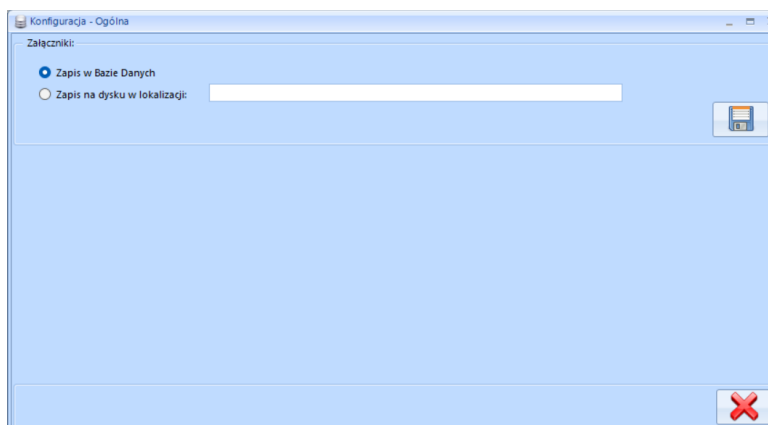 Konfiguracja - Ogólna
Załączniki:
Zapis w Bazie Danych
Zapis na dysku w lokalizacji: